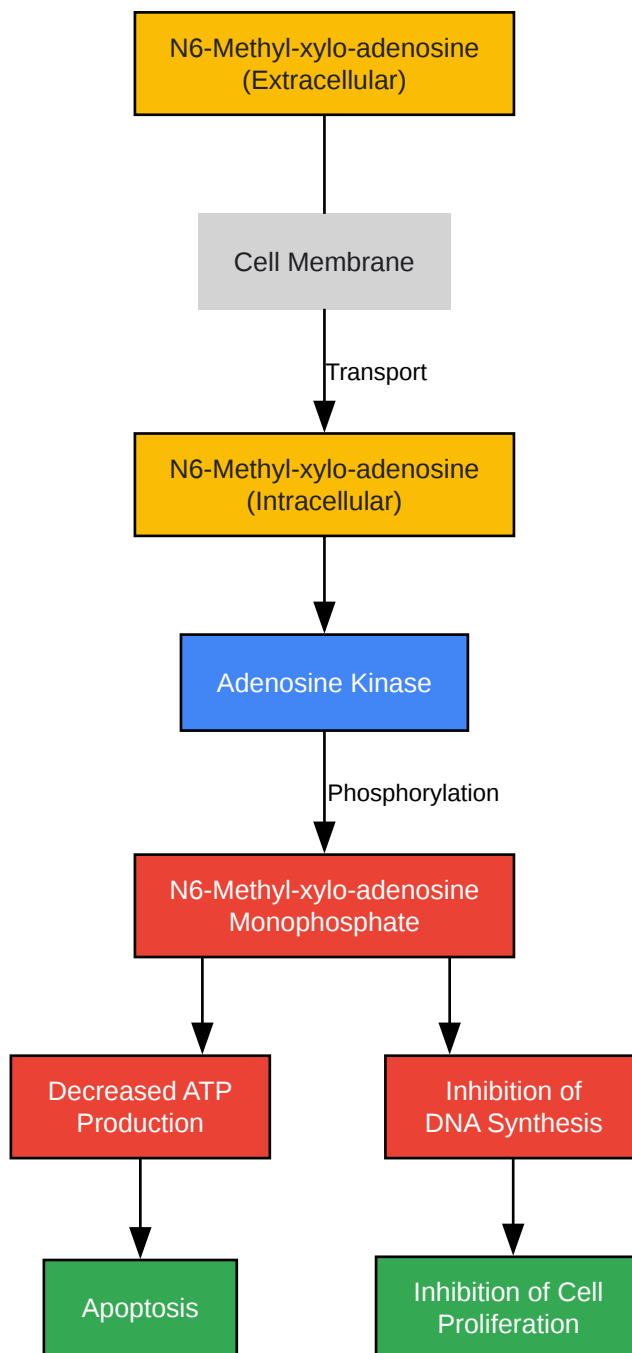 N6-Methyl-xylo-adenosine
(Extracellular)
Cell Membrane
Transport
N6-Methyl-xylo-adenosine
(Intracellular)
Adenosine Kinase
Phosphorylation
N6-Methyl-xylo-adenosine
Monophosphate
Decreased ATP
Production
Inhibition of
DNA Synthesis
Apoptosis
Inhibition of Cell
Proliferation